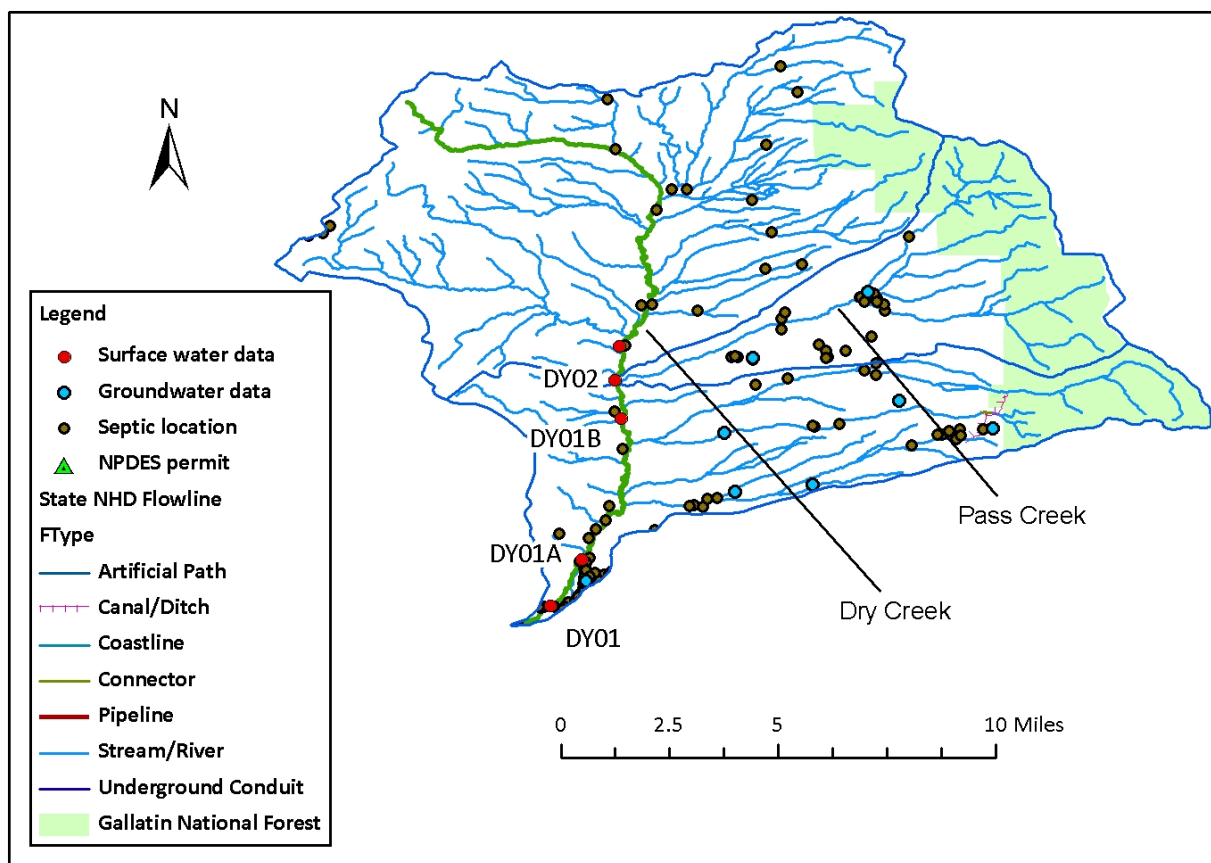 N
Legend
Surface water data
Groundwater data
Septic location
NPDES permit
State NHD Flowline
FType
Artificial Path
Canal/Ditch
Coastline
Connector
Pipeline
Stream/River
Underground Conduit
Gallatin National Forest
DY02
DY01B
DY01A
DY01
Pass Creek
Dry Creek
0 2.5 5 10 Miles